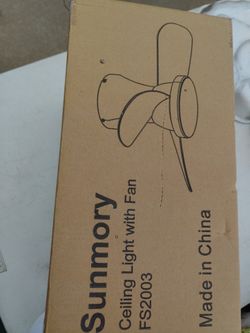 Sunmory
Ceiling Light with Fan
FS2003
Made in China